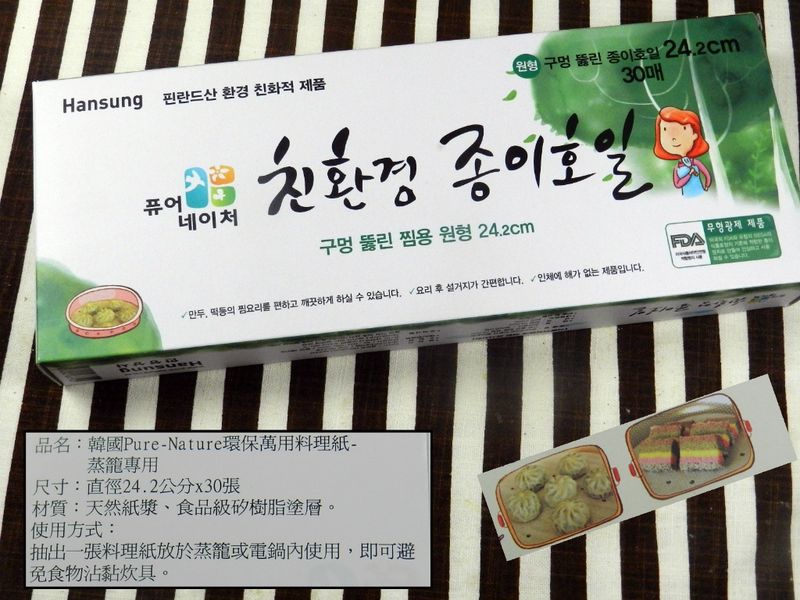 원형 구멍 뚫린 종이호일 24.2cm
30매
Hansung 핀란드산 환경 친화적 제품
퓨어
네이처
친환경 종이호일
구멍 뚫린 찜용 원형 24.2cm
FDA
무형광제 제품
✓만두, 떡등의 찜요리를 편하고 깨끗하게 하실 수 있습니다. ✓요리 후 설거지가 간편합니다. ✓인체에 해가 없는 제품입니다.
Hansung
品名：韓國Pure-Nature環保萬用料理紙-
蒸籠專用
尺寸：直徑24.2公分x30張
材質：天然紙漿、食品級矽樹脂塗層。
使用方式：
抽出一張料理紙放於蒸籠或電鍋內使用，即可避
免食物沾黏炊具。